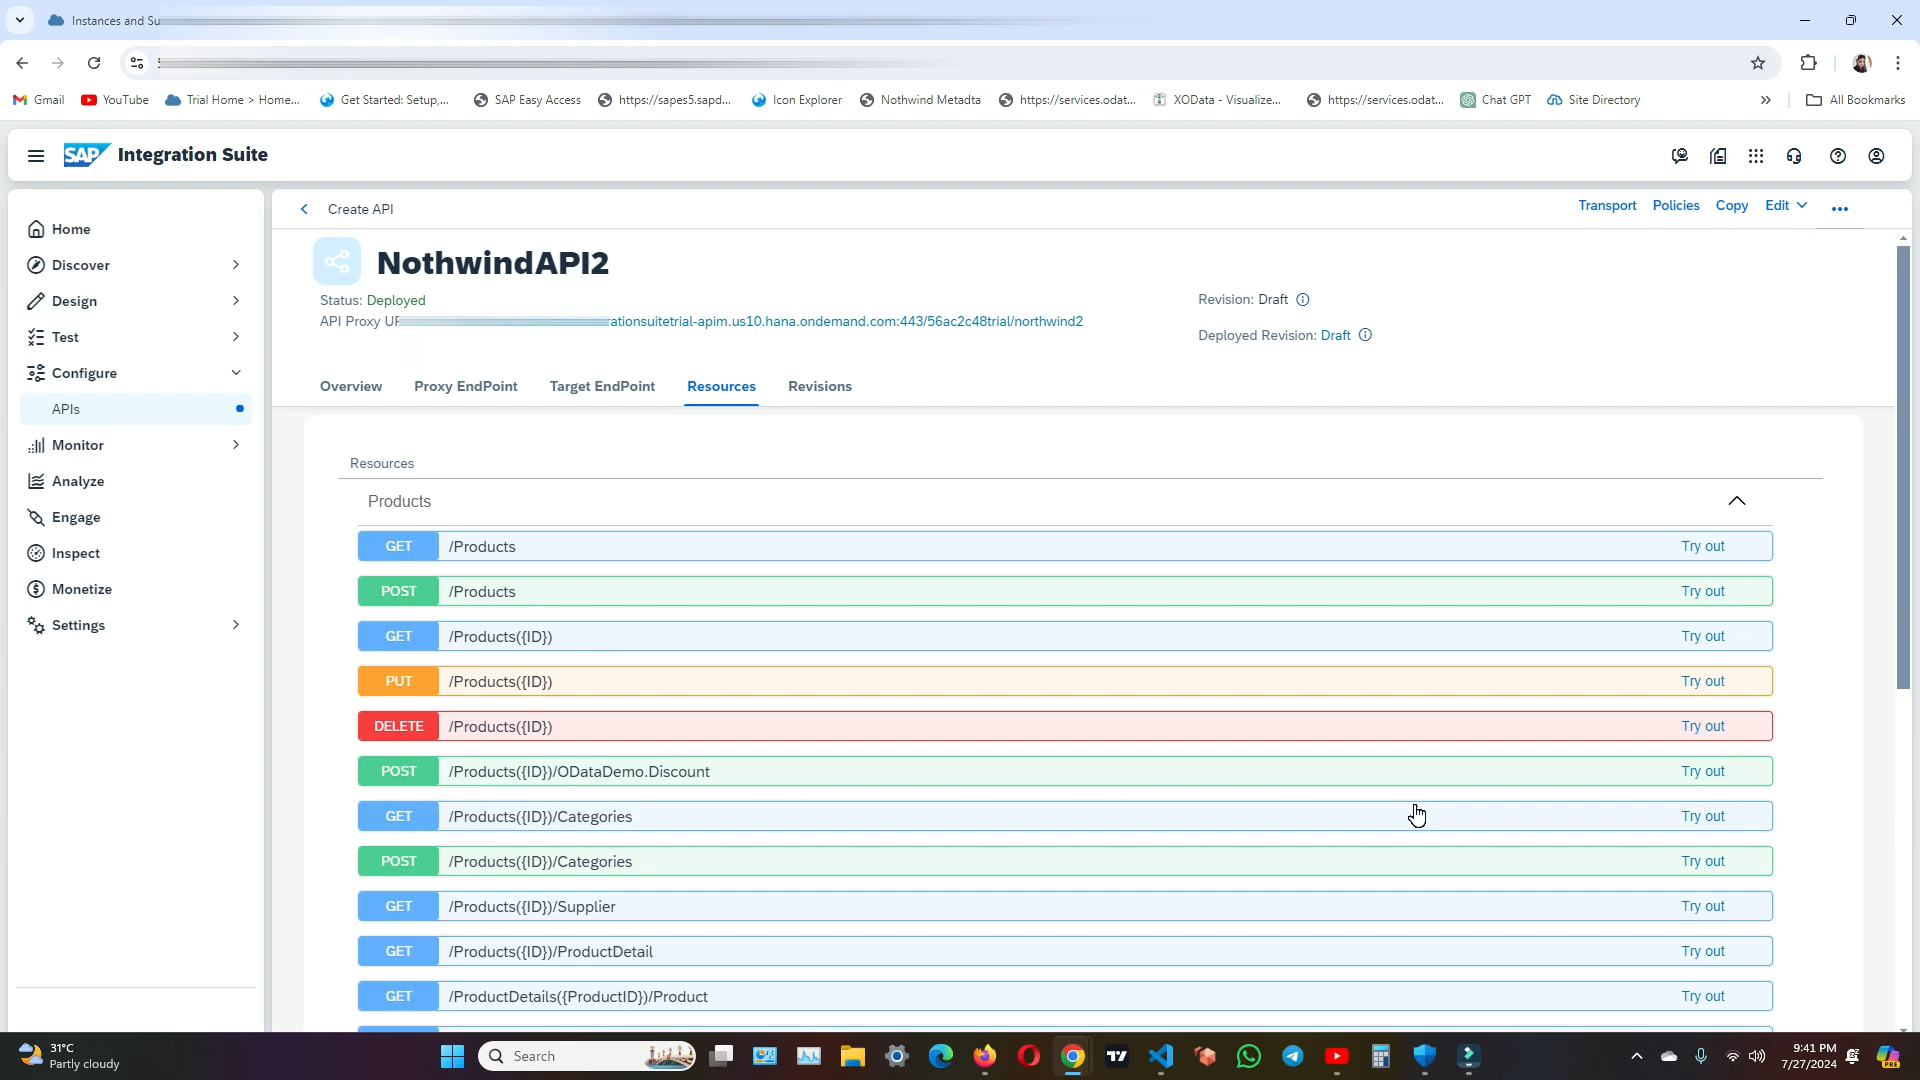 Instances and Su
Gmail YouTube Trial Home > Home... Get Started: Setup,... SAP Easy Access https://sapes5.sapd... Icon Explorer Nothwind Metadta https://services.odat... XOData - Visualize... https://services.odat... Chat GPT Site Directory » All Bookmarks
SAP Integration Suite
Home
Discover
Design
Test
Configure
APIs
Monitor
Analyze
Engage
Inspect
Monetize
Settings
Create API
Transport Policies Copy Edit
NothwindAPI2
Status: Deployed
Revision: Draft
API Proxy UR ationsuitetrial-apim.us10.hana.ondemand.com:443/56ac2c48trial/northwind2
Deployed Revision: Draft
Overview Proxy EndPoint Target EndPoint Resources Revisions
Resources
Products
GET /Products Try out
POST /Products Try out
GET /Products({ID}) Try out
PUT /Products({ID}) Try out
DELETE /Products({ID}) Try out
POST /Products({ID})/ODataDemo.Discount Try out
GET /Products({ID})/Categories Try out
POST /Products({ID})/Categories Try out
GET /Products({ID})/Supplier Try out
GET /Products({ID})/ProductDetail Try out
GET /ProductDetails({ProductID})/Product Try out
31°C
Partly cloudy
Search
9:41 PM
7/27/2024
PRE